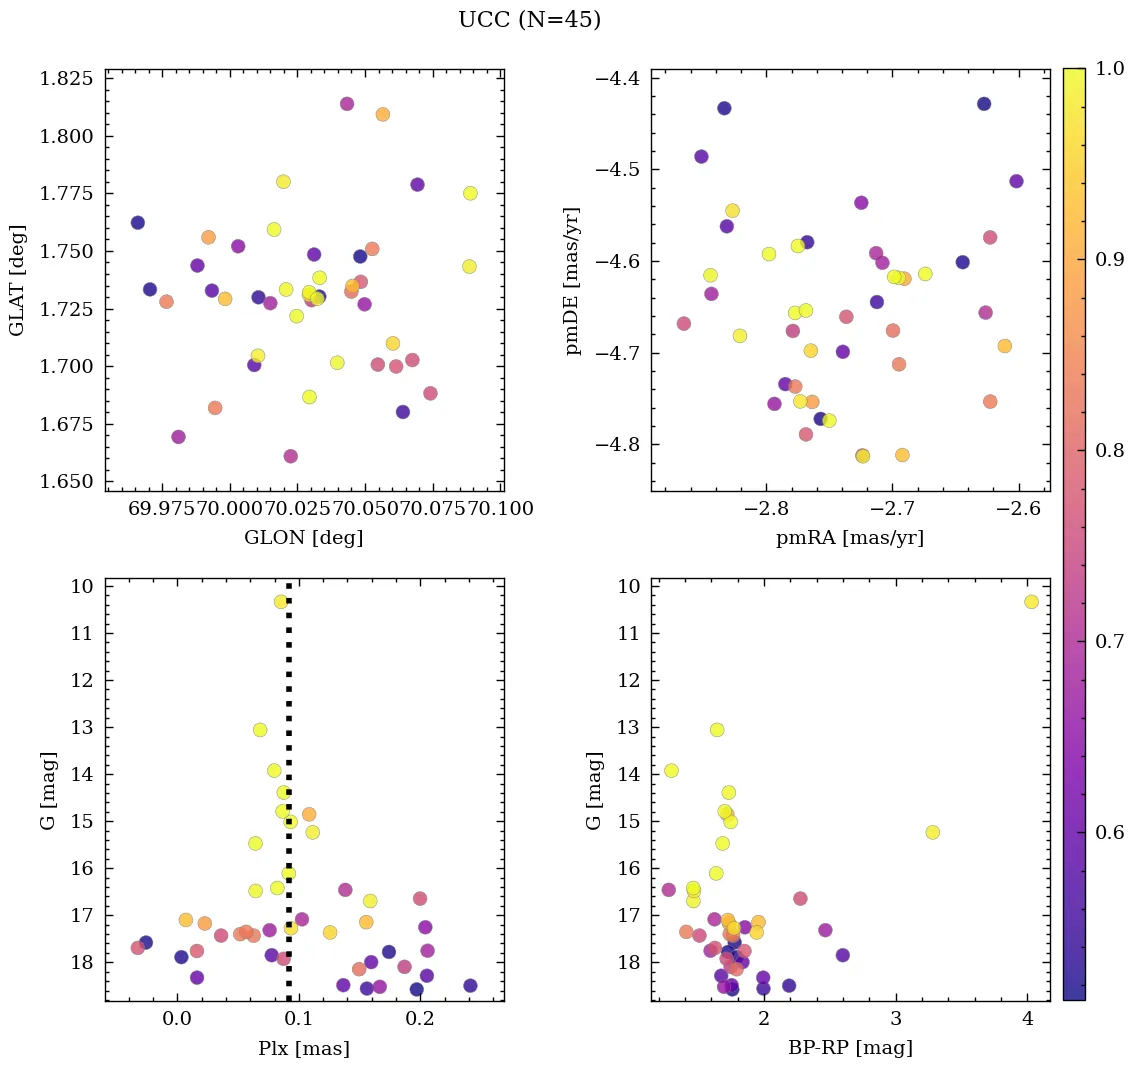 UCC (N=45)
1.825
1.800
1.775
1.750
1.725
1.700
1.675
1.650
GLAT [deg]
69.975 70.000 70.025 70.050 70.075 70.100
GLON [deg]
−4.4
−4.5
−4.6
−4.7
−4.8
pmDE [mas/yr]
−2.8 −2.7 −2.6
pmRA [mas/yr]
10
11
12
13
14
15
16
17
18
G [mag]
0.0 0.1 0.2
Plx [mas]
10
11
12
13
14
15
16
17
18
G [mag]
2 3 4
BP-RP [mag]
1.0
0.9
0.8
0.7
0.6